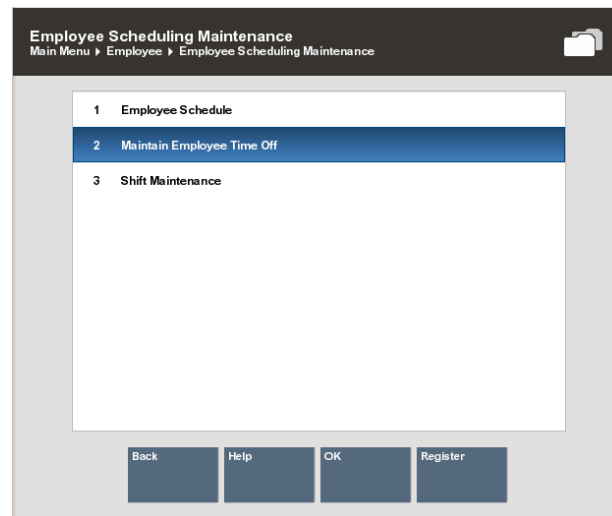 Employee Scheduling Maintenance
Main Menu ▸ Employee ▸ Employee Scheduling Maintenance
1 Employee Schedule
2 Maintain Employee Time Off
3 Shift Maintenance
Back Help OK Register